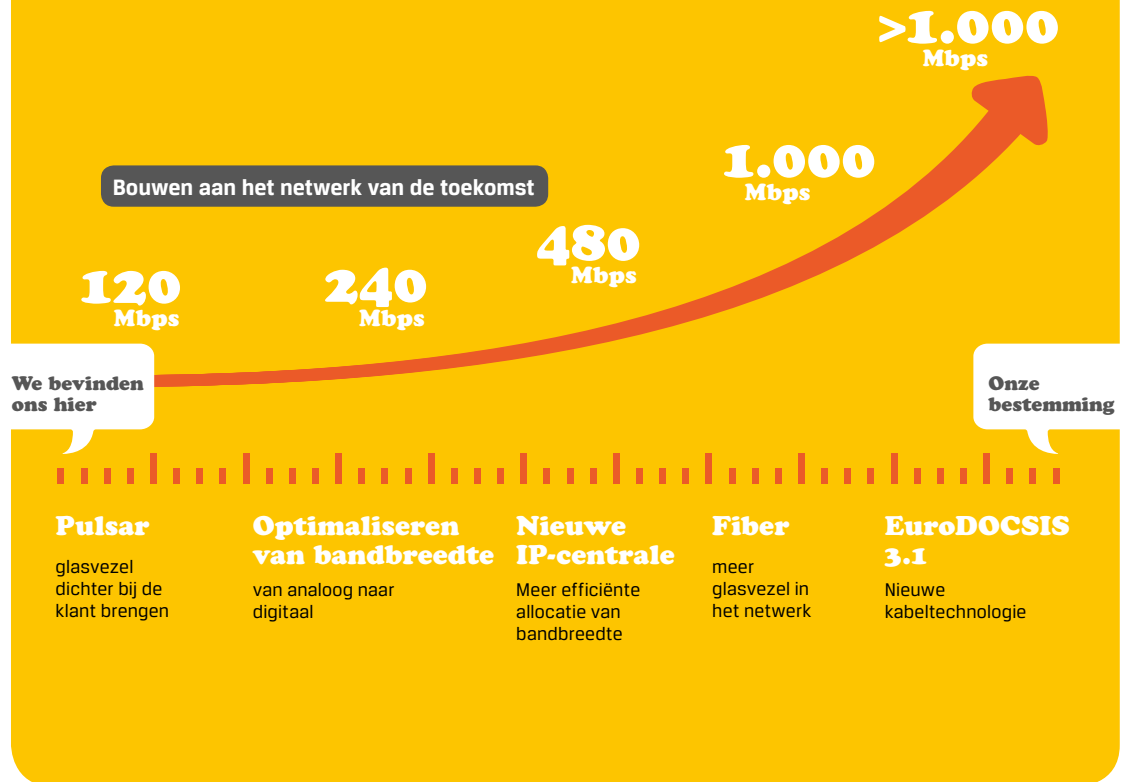 >1.000
Mbps
1.000
Mbps
Bouwen aan het netwerk van de toekomst
480
Mbps
120
Mbps
240
Mbps
We bevinden
ons hier
Onze
bestemming
Pulsar
glasvezel
dichter bij de
klant brengen
Optimaliseren
van bandbreedte
van analoog naar
digitaal
Nieuwe
IP-centrale
Meer efficiënte
allocatie van
bandbreedte
Fiber
meer
glasvezel in
het netwerk
EuroDOCSIS
3.1
Nieuwe
kabeltechnologie